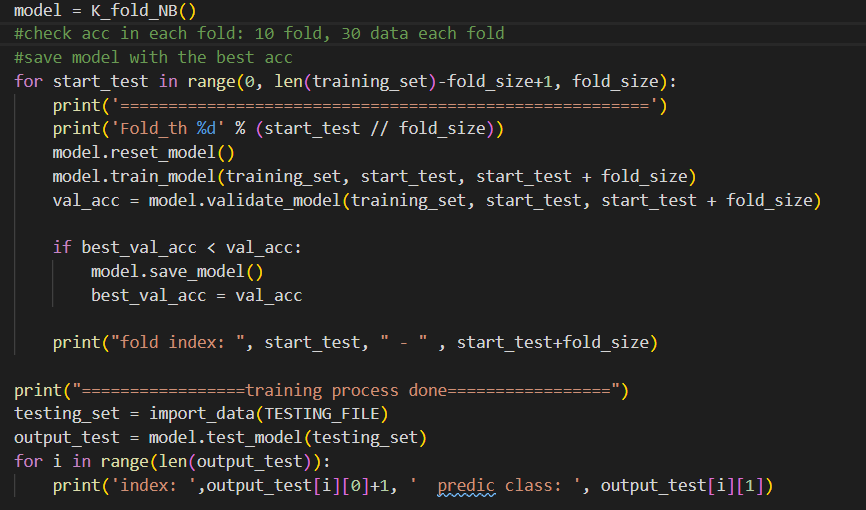 model = K_fold_NB()
#check acc in each fold: 10 fold, 30 data each fold
#save model with the best acc
for start_test in range(0, len(training_set)-fold_size+1, fold_size):
    print('=======================================================')
    print('Fold_th %d' % (start_test // fold_size))
    model.reset_model()
    model.train_model(training_set, start_test, start_test + fold_size)
    val_acc = model.validate_model(training_set, start_test, start_test + fold_size)

    if best_val_acc < val_acc:
        model.save_model()
        best_val_acc = val_acc

    print("fold index: ", start_test, " - " , start_test+fold_size)

print("=================training process done=================")
testing_set = import_data(TESTING_FILE)
output_test = model.test_model(testing_set)
for i in range(len(output_test)):
    print('index: ',output_test[i][0]+1, '  predic class: ', output_test[i][1])